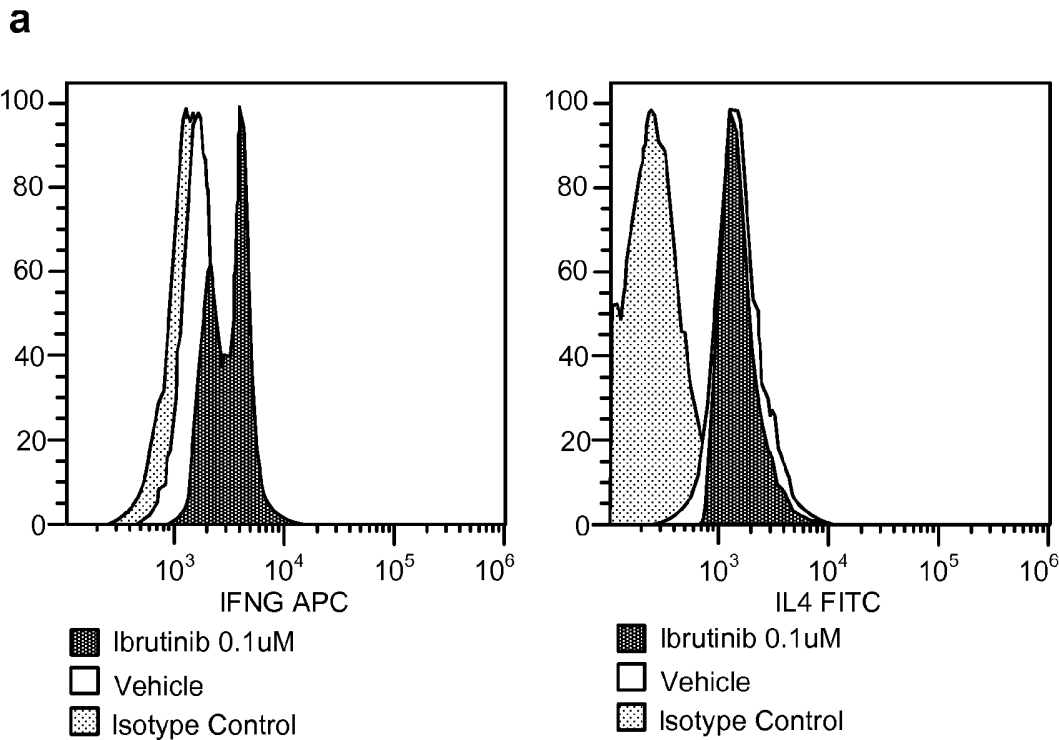 a
100
80
60
40
20
0
10³ 10⁴ 10⁵ 10⁶
IFNG APC
Ibrutinib 0.1uM
Vehicle
Isotype Control
100
80
60
40
20
0
10³ 10⁴ 10⁵ 10⁶
IL4 FITC
Ibrutinib 0.1uM
Vehicle
Isotype Control